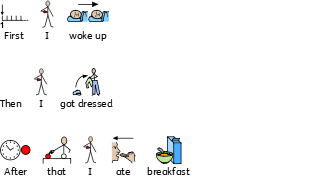 First I woke up
Then I got dressed
After that I ate breakfast